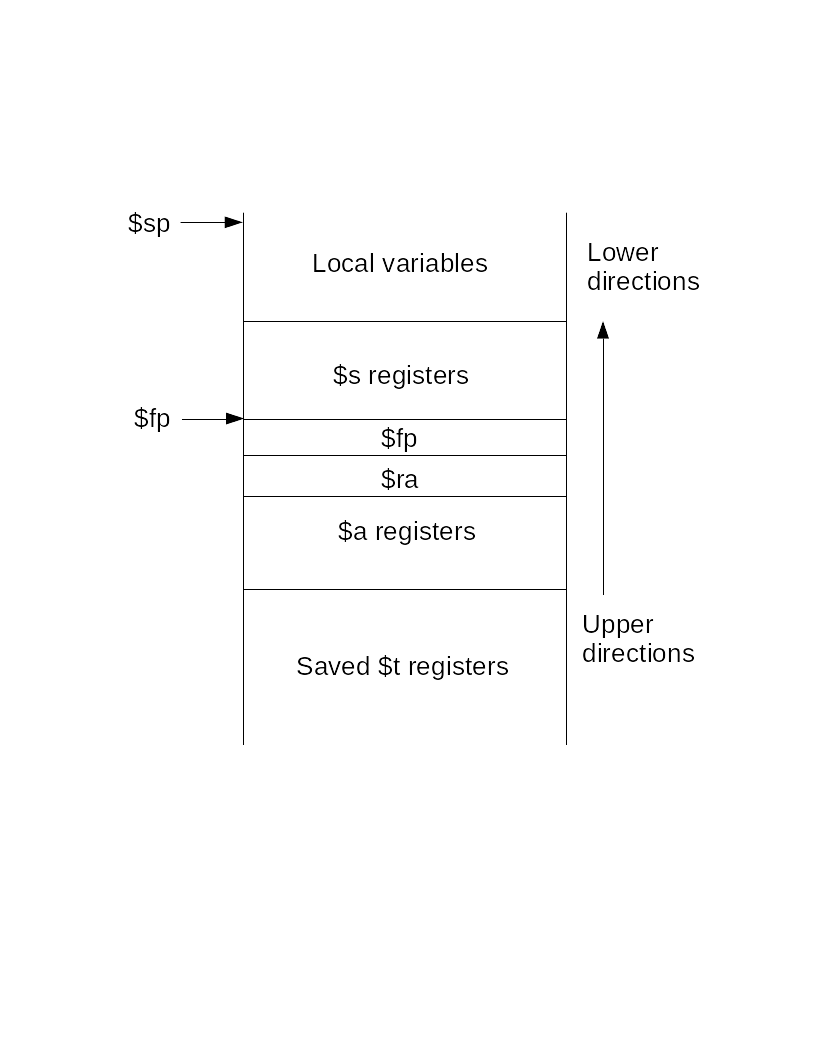 $sp
Local variables
Lower
directions
$s registers
$fp
$fp
$ra
$a registers
Upper
directions
Saved $t registers